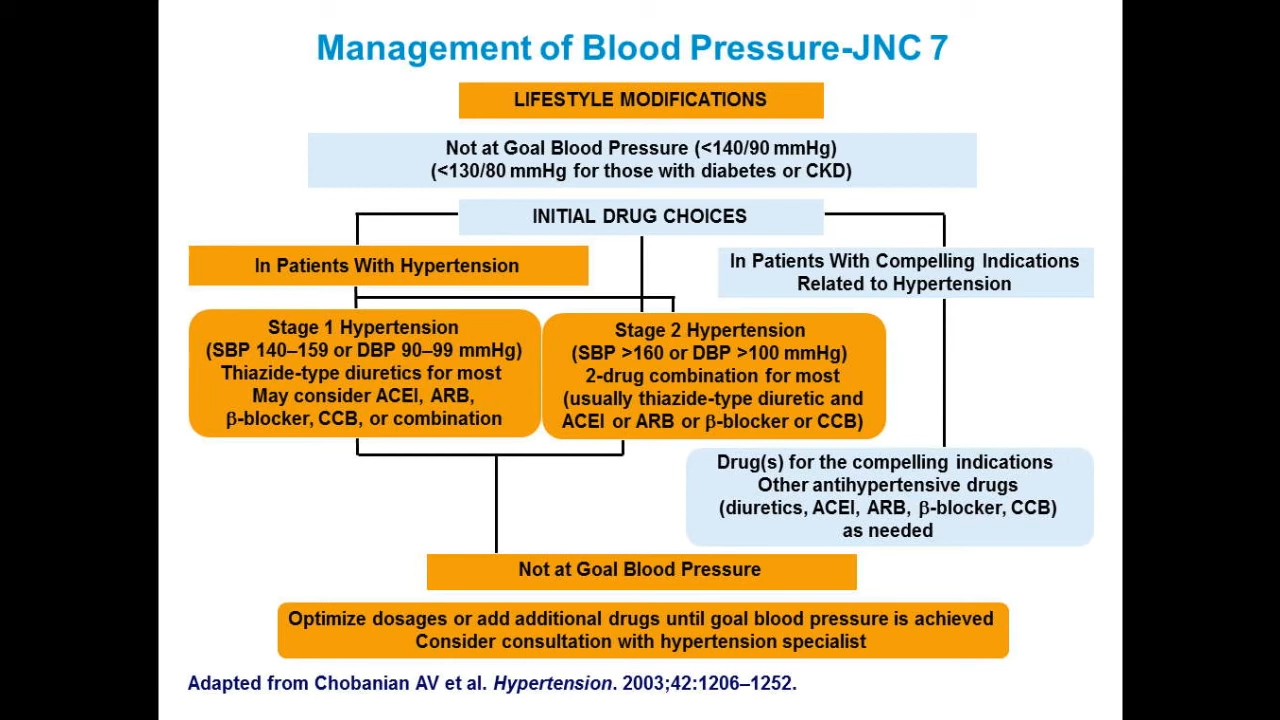 Management of Blood Pressure-JNC 7
LIFESTYLE MODIFICATIONS
Not at Goal Blood Pressure (<140/90 mmHg)
(<130/80 mmHg for those with diabetes or CKD)
INITIAL DRUG CHOICES
In Patients With Hypertension
In Patients With Compelling Indications
Related to Hypertension
Stage 1 Hypertension
(SBP 140–159 or DBP 90–99 mmHg)
Thiazide-type diuretics for most
May consider ACEI, ARB,
β-blocker, CCB, or combination
Stage 2 Hypertension
(SBP >160 or DBP >100 mmHg)
2-drug combination for most
(usually thiazide-type diuretic and
ACEI or ARB or β-blocker or CCB)
Drug(s) for the compelling indications
Other antihypertensive drugs
(diuretics, ACEI, ARB, β-blocker, CCB)
as needed
Not at Goal Blood Pressure
Optimize dosages or add additional drugs until goal blood pressure is achieved
Consider consultation with hypertension specialist
Adapted from Chobanian AV et al. Hypertension. 2003;42:1206–1252.